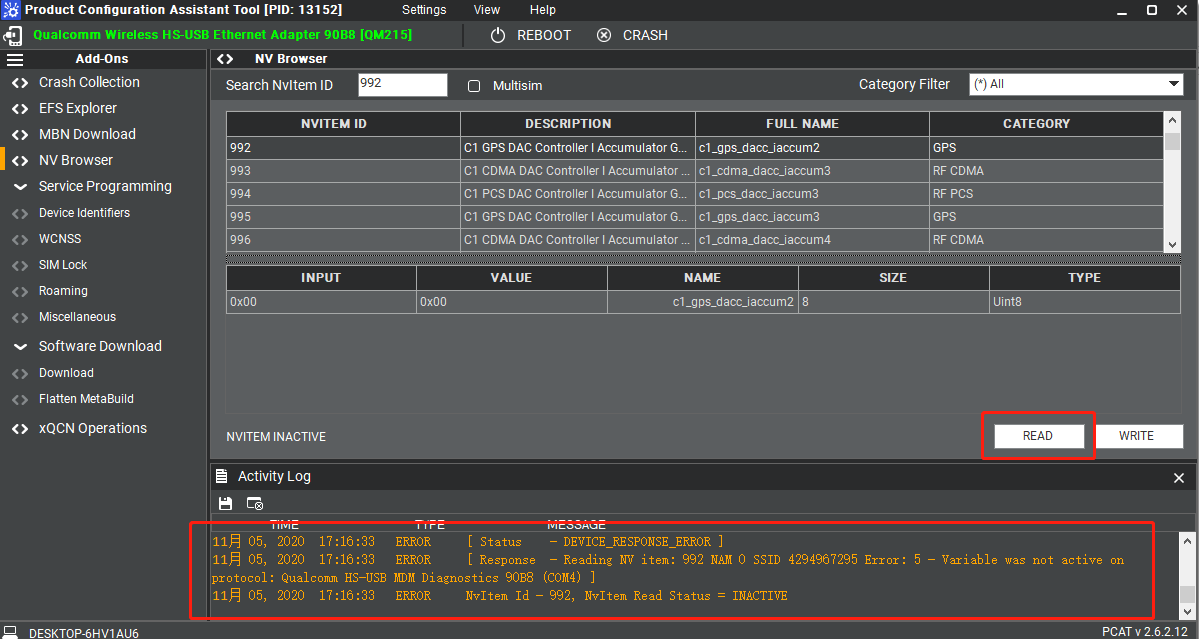 Product Configuration Assistant Tool [PID: 13152] Settings View Help
Qualcomm Wireless HS-USB Ethernet Adapter 90B8 [QM215] REBOOT CRASH
Add-Ons
Crash Collection
EFS Explorer
MBN Download
NV Browser
Service Programming
Device Identifiers
WCNSS
SIM Lock
Roaming
Miscellaneous
Software Download
Download
Flatten MetaBuild
xQCN Operations
NV Browser
Search NvItem ID 992 Multisim Category Filter (*) All
NVITEM ID DESCRIPTION FULL NAME CATEGORY
992 C1 GPS DAC Controller I Accumulator G... c1_gps_dacc_iaccum2 GPS
993 C1 CDMA DAC Controller I Accumulator ... c1_cdma_dacc_iaccum3 RF CDMA
994 C1 PCS DAC Controller I Accumulator G... c1_pcs_dacc_iaccum3 RF PCS
995 C1 GPS DAC Controller I Accumulator G... c1_gps_dacc_iaccum3 GPS
996 C1 CDMA DAC Controller I Accumulator ... c1_cdma_dacc_iaccum4 RF CDMA
INPUT VALUE NAME SIZE TYPE
0x00 0x00 c1_gps_dacc_iaccum2 8 Uint8
NVITEM INACTIVE READ WRITE
Activity Log
TIME TYPE MESSAGE
11月 05, 2020 17:16:33 ERROR [ Status - DEVICE_RESPONSE_ERROR ]
11月 05, 2020 17:16:33 ERROR [ Response - Reading NV item: 992 NAM 0 SSID 4294967295 Error: 5 - Variable was not active on
protocol: Qualcomm HS-USB MDM Diagnostics 90B8 (COM4) ]
11月 05, 2020 17:16:33 ERROR NvItem Id - 992, NvItem Read Status = INACTIVE
DESKTOP-6HV1AU6 PCAT v 2.6.2.12